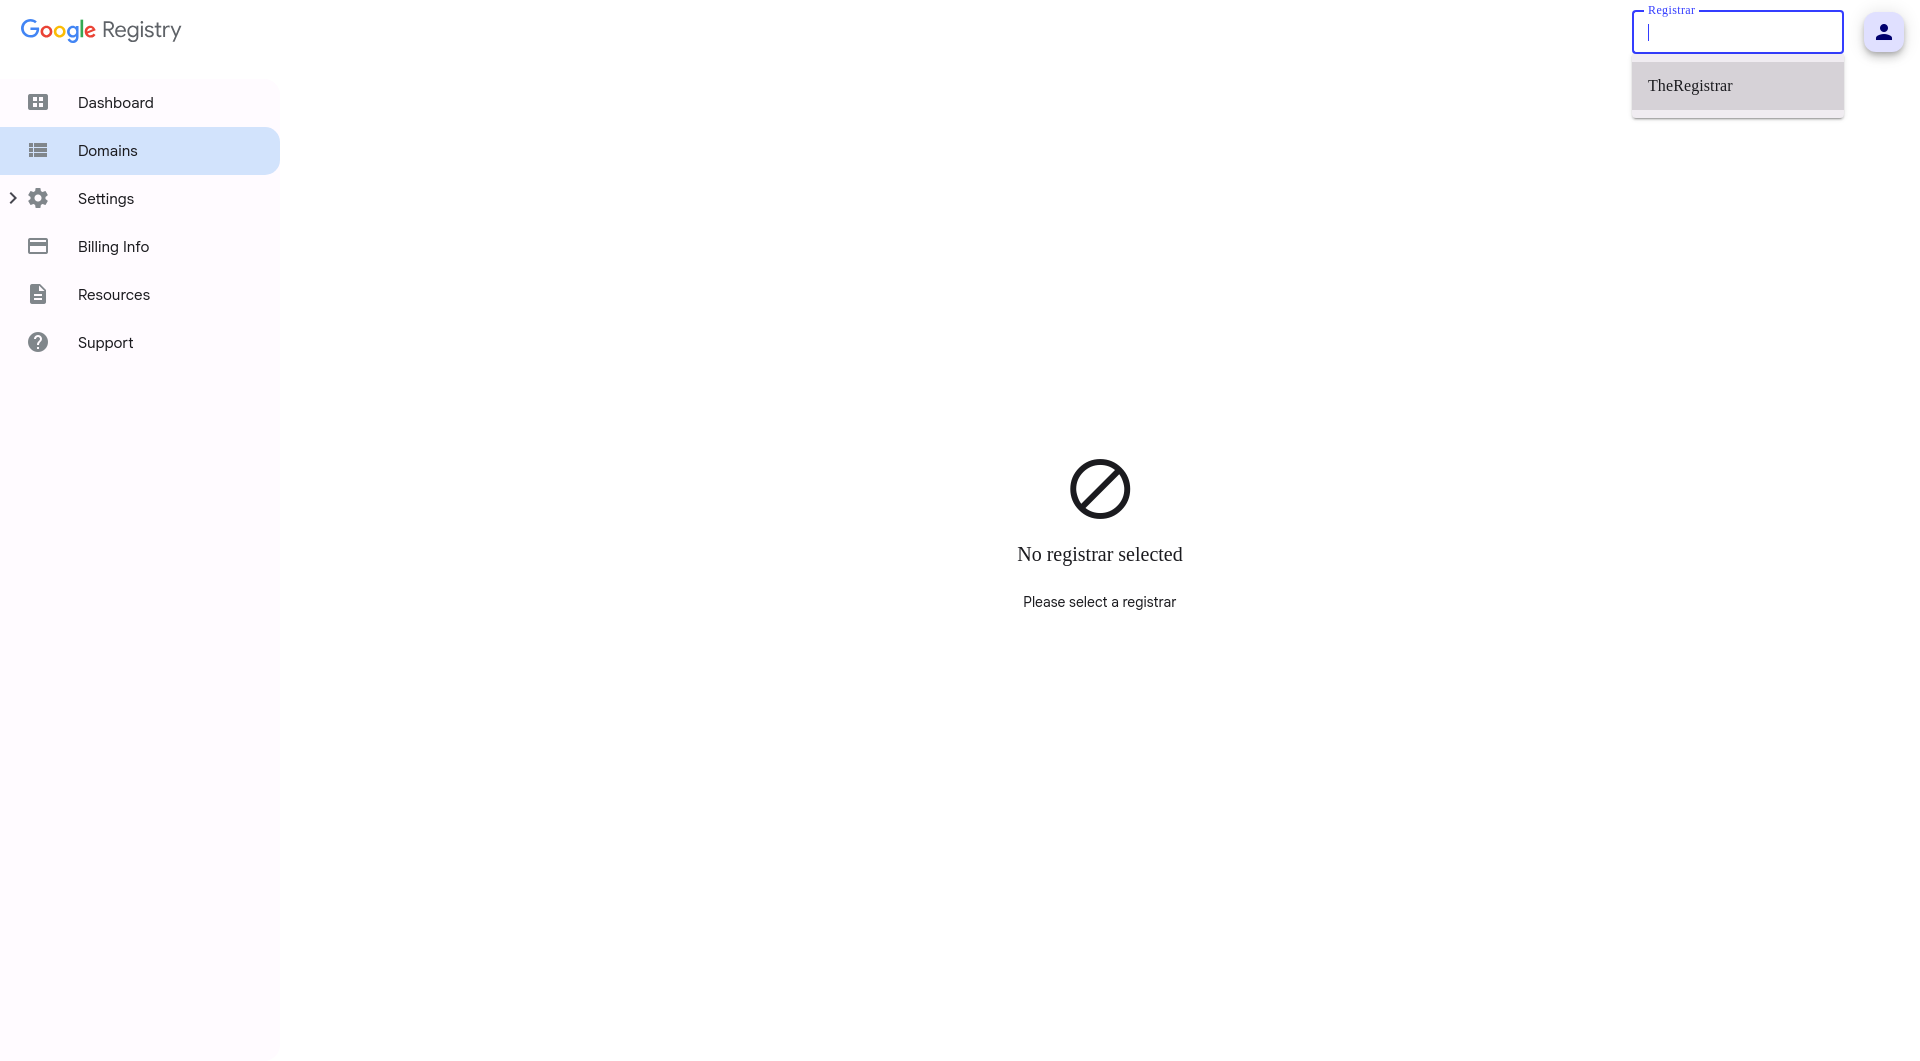 Google Registry
Registrar
TheRegistrar
Dashboard
Domains
Settings
Billing Info
Resources
Support
No registrar selected
Please select a registrar